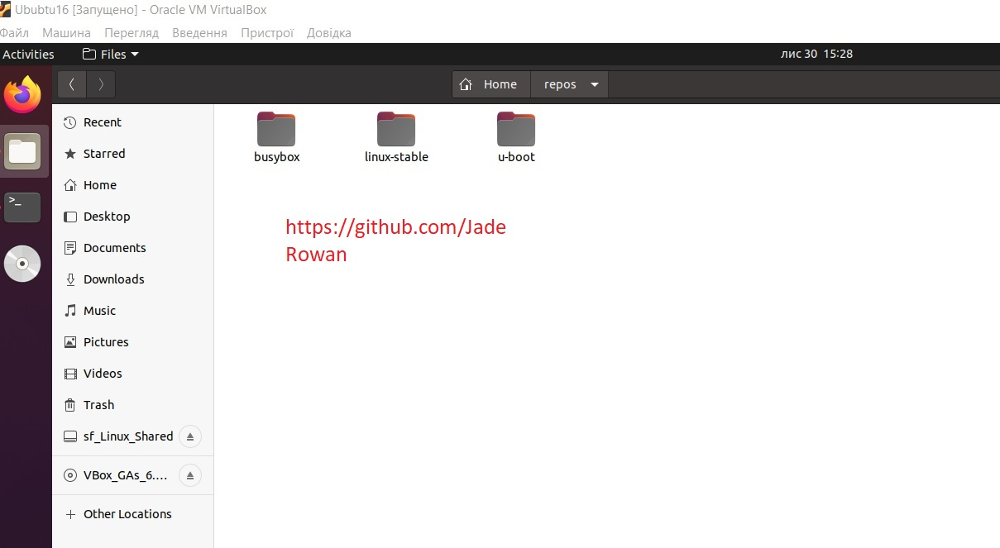 Ububtu16 [Запущено] - Oracle VM VirtualBox
Файл Машина Перегляд Введення Пристрої Довідка
Activities Files лис 30 15:28
Home repos
Recent
Starred
Home
Desktop
Documents
Downloads
Music
Pictures
Videos
Trash
sf_Linux_Shared
VBox_GAs_6....
Other Locations
busybox linux-stable u-boot
https://github.com/Jade
Rowan
>_